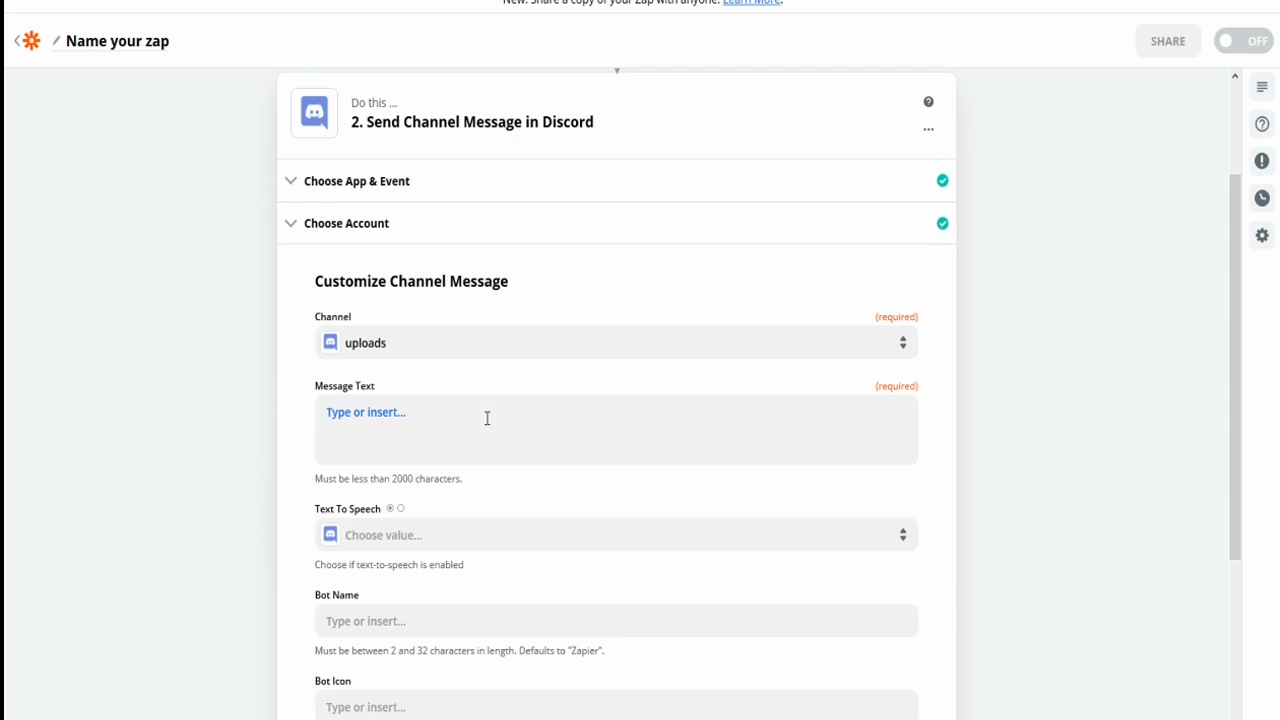 New: Share a copy of your Zap with anyone. Learn More.
Name your zap
SHARE
OFF
Do this ...
2. Send Channel Message in Discord
Choose App & Event
Choose Account
Customize Channel Message
Channel (required)
uploads
Message Text (required)
Type or insert...
Must be less than 2000 characters.
Text To Speech
Choose value...
Choose if text-to-speech is enabled
Bot Name
Type or insert...
Must be between 2 and 32 characters in length. Defaults to "Zapier".
Bot Icon
Type or insert...